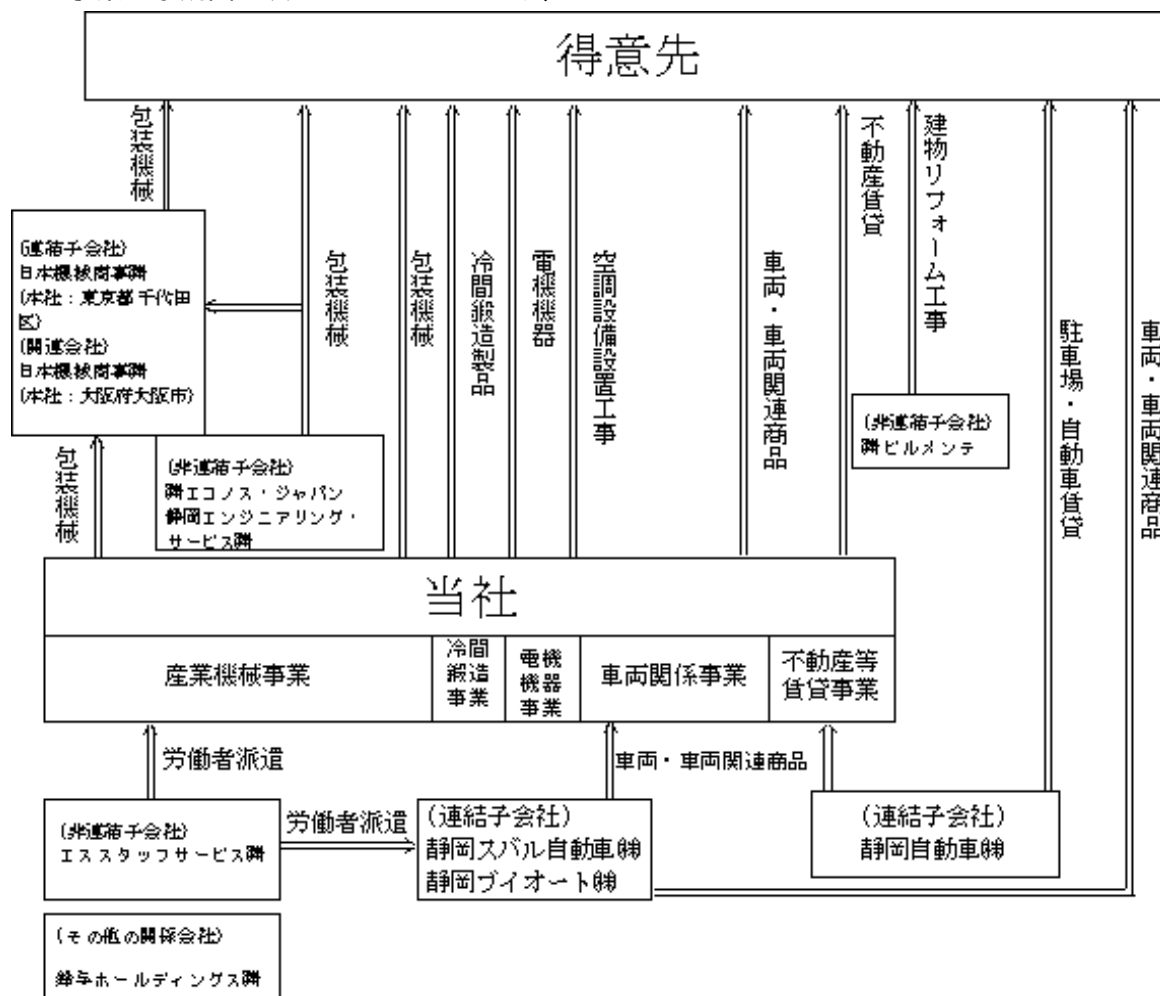 得意先
包装機械
包装機械
包装機械
冷間鍛造製品
電機機器
空調設備設置工事
車両・車両関連商品
不動産賃貸
建物リフォーム工事
駐車場・自動車賃貸
車両・車両関連商品
(連結子会社)
日本機械商事㈱
(本社：東京都千代田
区)
(関連会社)
日本機械商事㈱
(本社：大阪府大阪市)
(非連結子会社)
㈱ビルメンテ
包装機械
(非連結子会社)
㈱エコノス・ジャパン
静岡エンジニアリング・
サービス㈱
当社
産業機械事業
冷間
鍛造
事業
電機
機器
事業
車両関係事業
不動産等
賃貸事業
労働者派遣
車両・車両関連商品
(非連結子会社)
エススタッフサービス㈱
労働者派遣
(連結子会社)
静岡スバル自動車㈱
静岡ブイオート㈱
(連結子会社)
静岡自動車㈱
(その他の関係会社)
鈴与ホールディングス㈱